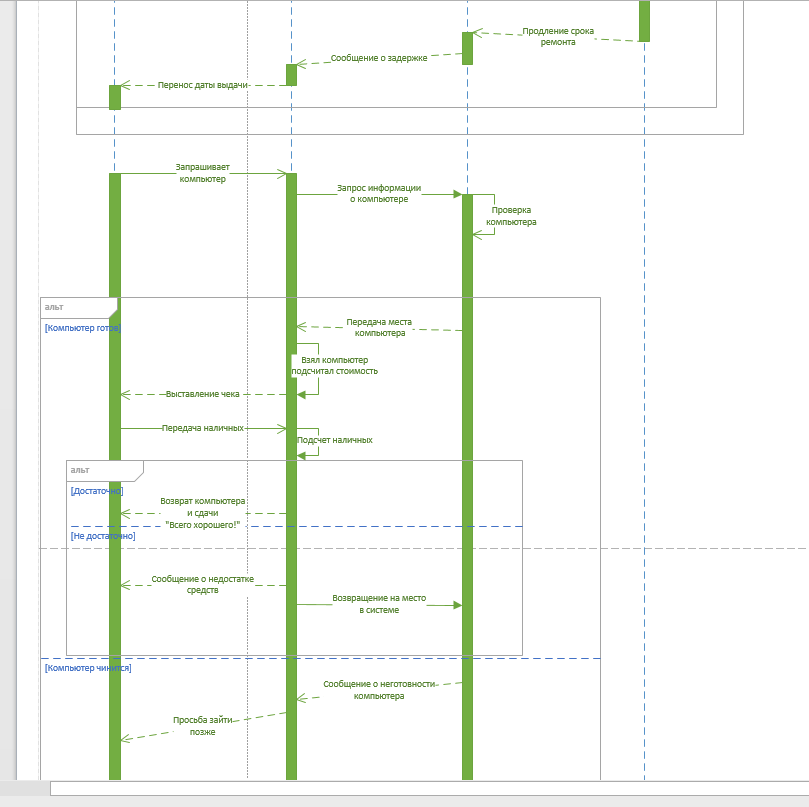 Продление срока
ремонта
Сообщение о задержке
Перенос даты выдачи
Запрашивает
компьютер
Запрос информации
о компьютере
Проверка
компьютера
альт
[Компьютер готов]
Передача места
компьютера
Взял компьютер
подсчитал стоимость
Выставление чека
Передача наличных
Подсчет наличных
альт
[Достаточно]
Возврат компьютера
и сдачи
"Всего хорошего!"
[Не достаточно]
Сообщение о недостатке
средств
Возвращение на место
в системе
[Компьютер чинится]
Сообщение о неготовности
компьютера
Просьба зайти
позже